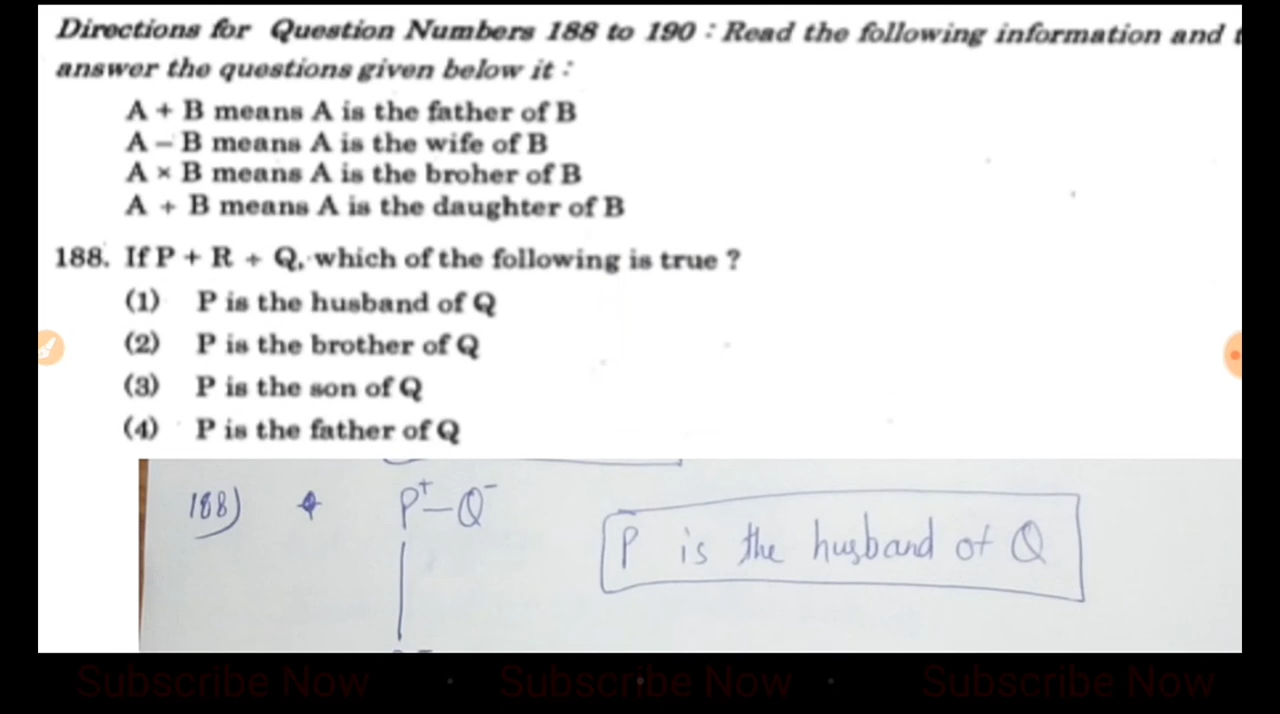 Directions for Question Numbers 188 to 190 : Read the following information and
answer the questions given below it :
A + B means A is the father of B
A – B means A is the wife of B
A × B means A is the broher of B
A ÷ B means A is the daughter of B
188. If P + R ÷ Q, which of the following is true ?
(1) P is the husband of Q
(2) P is the brother of Q
(3) P is the son of Q
(4) P is the father of Q
188) P⁺—Q⁻
P is the husband of Q
Subscribe Now · Subscribe Now · Subscribe Now